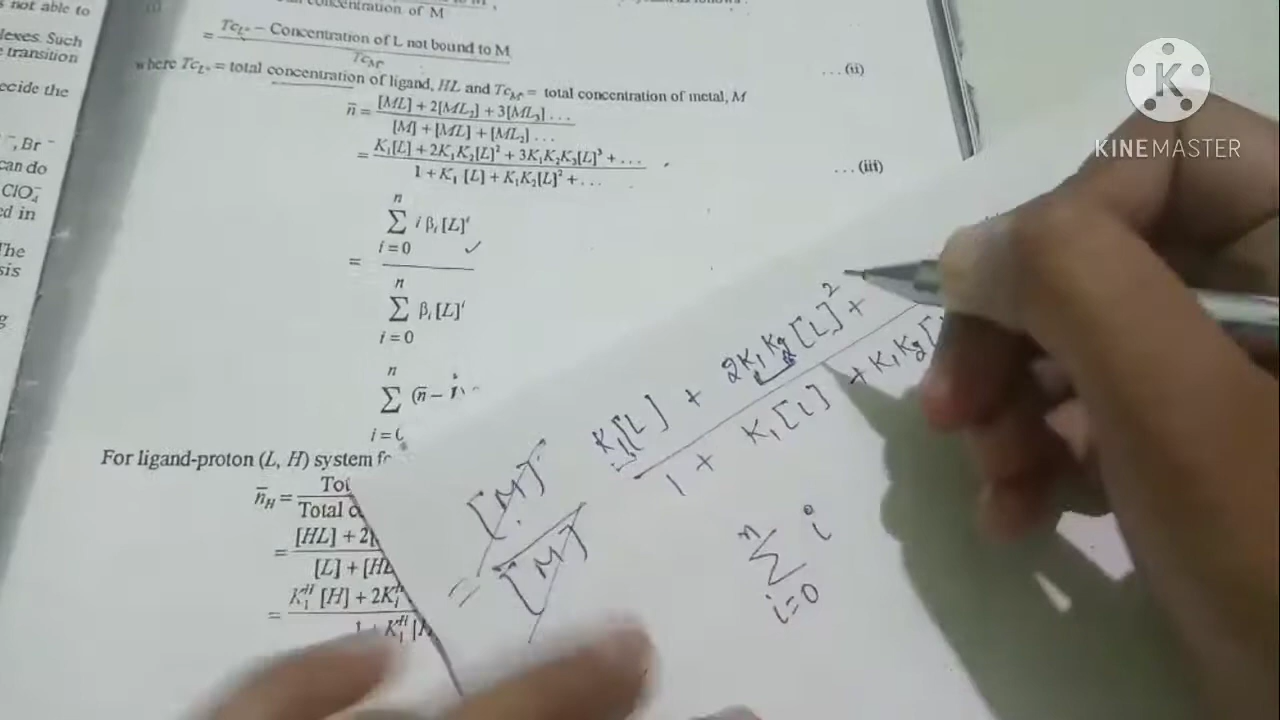 s not able to
lexes. Such
e transition
ecide the
⁻, Br⁻
can do
ClO₄⁻
ed in
The
sis
g
concentration of M
= Tc_L° – Concentration of L not bound to M / Tc_M° ...(ii)
where Tc_L° = total concentration of ligand, HL and Tc_M° = total concentration of metal, M
n̄ = [ML] + 2[ML₂] + 3[ML₃] ... / [M] + [ML] + [ML₂] ...
= K₁[L] + 2K₁K₂[L]² + 3K₁K₂K₃[L]³ + ... / 1 + K₁ [L] + K₁K₂[L]² + ... ...(iii)
n
∑ i βᵢ [L]ⁱ
i = 0
=
n
∑ βᵢ [L]ⁱ
i = 0
n
∑ (n̄ – i)
i =
For ligand-proton (L, H) system
n̄_H =
Total
= [HL] + 2[
[L] + [HL
= K₁ᴴ [H] + 2K₁ᴴ
1 + K₁ᴴ [H
= [M] / [M] K₁[L] + 2K₁K₂[L]² + / 1 + K₁[L] + K₁K₂[L
n
∑ i
i=0
K
KINEMASTER